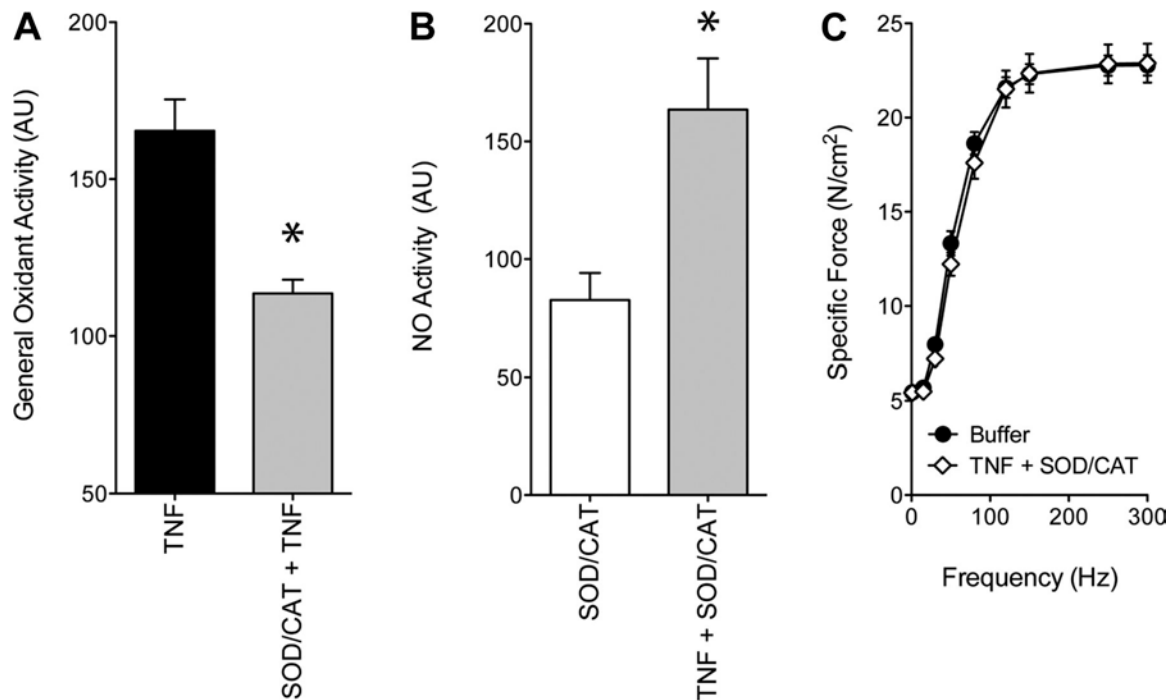 A
General Oxidant Activity (AU)
200
150
100
50
TNF
SOD/CAT + TNF
*
B
NO Activity (AU)
200
150
100
50
0
SOD/CAT
TNF + SOD/CAT
*
C
Specific Force (N/cm²)
25
20
15
10
5
0
Buffer
TNF + SOD/CAT
0
100
200
300
Frequency (Hz)